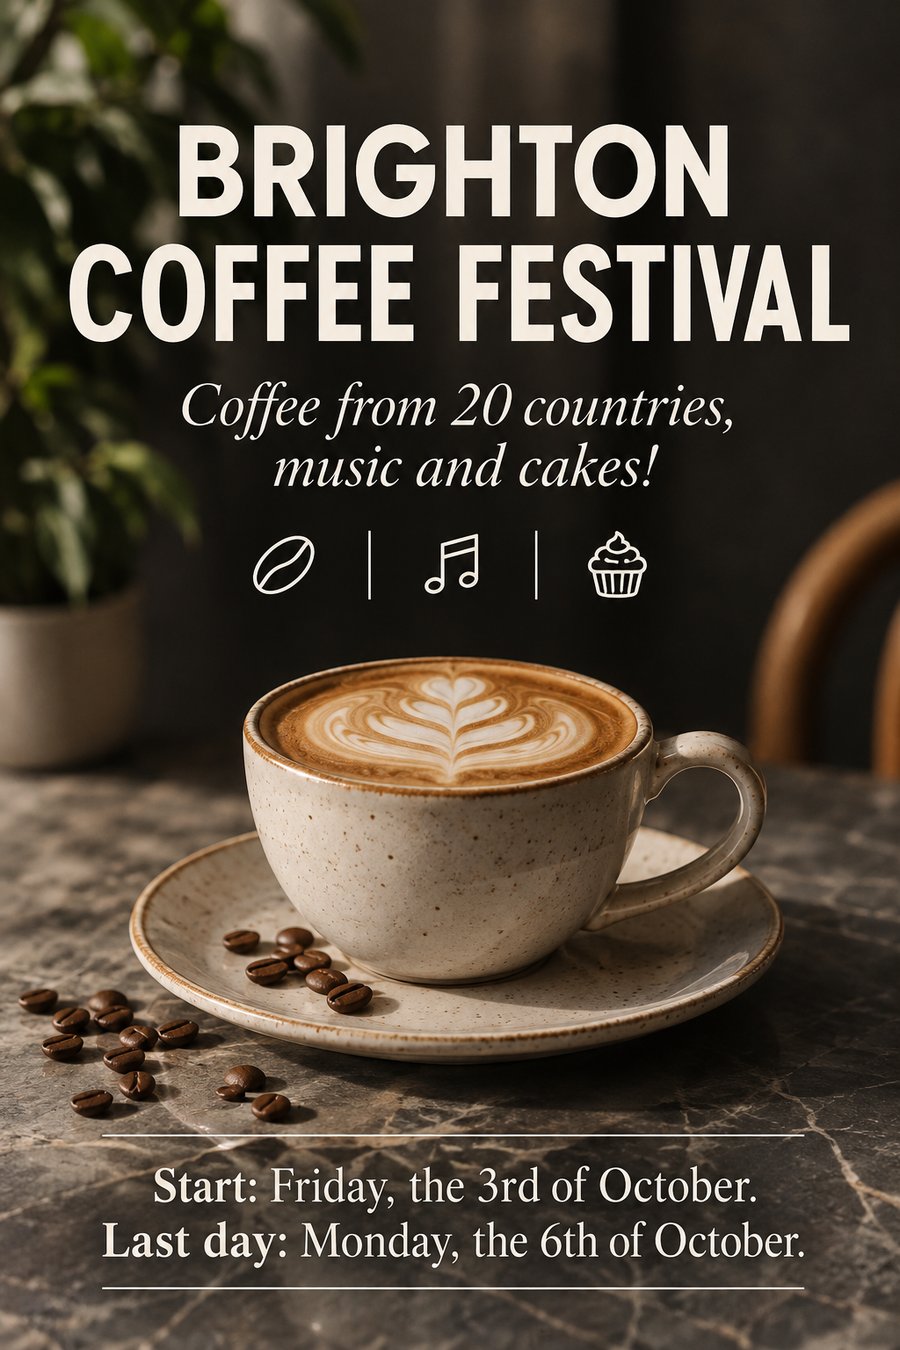 BRIGHTON
COFFEE FESTIVAL
Coffee from 20 countries,
music and cakes!
Start: Friday, the 3rd of October.
Last day: Monday, the 6th of October.